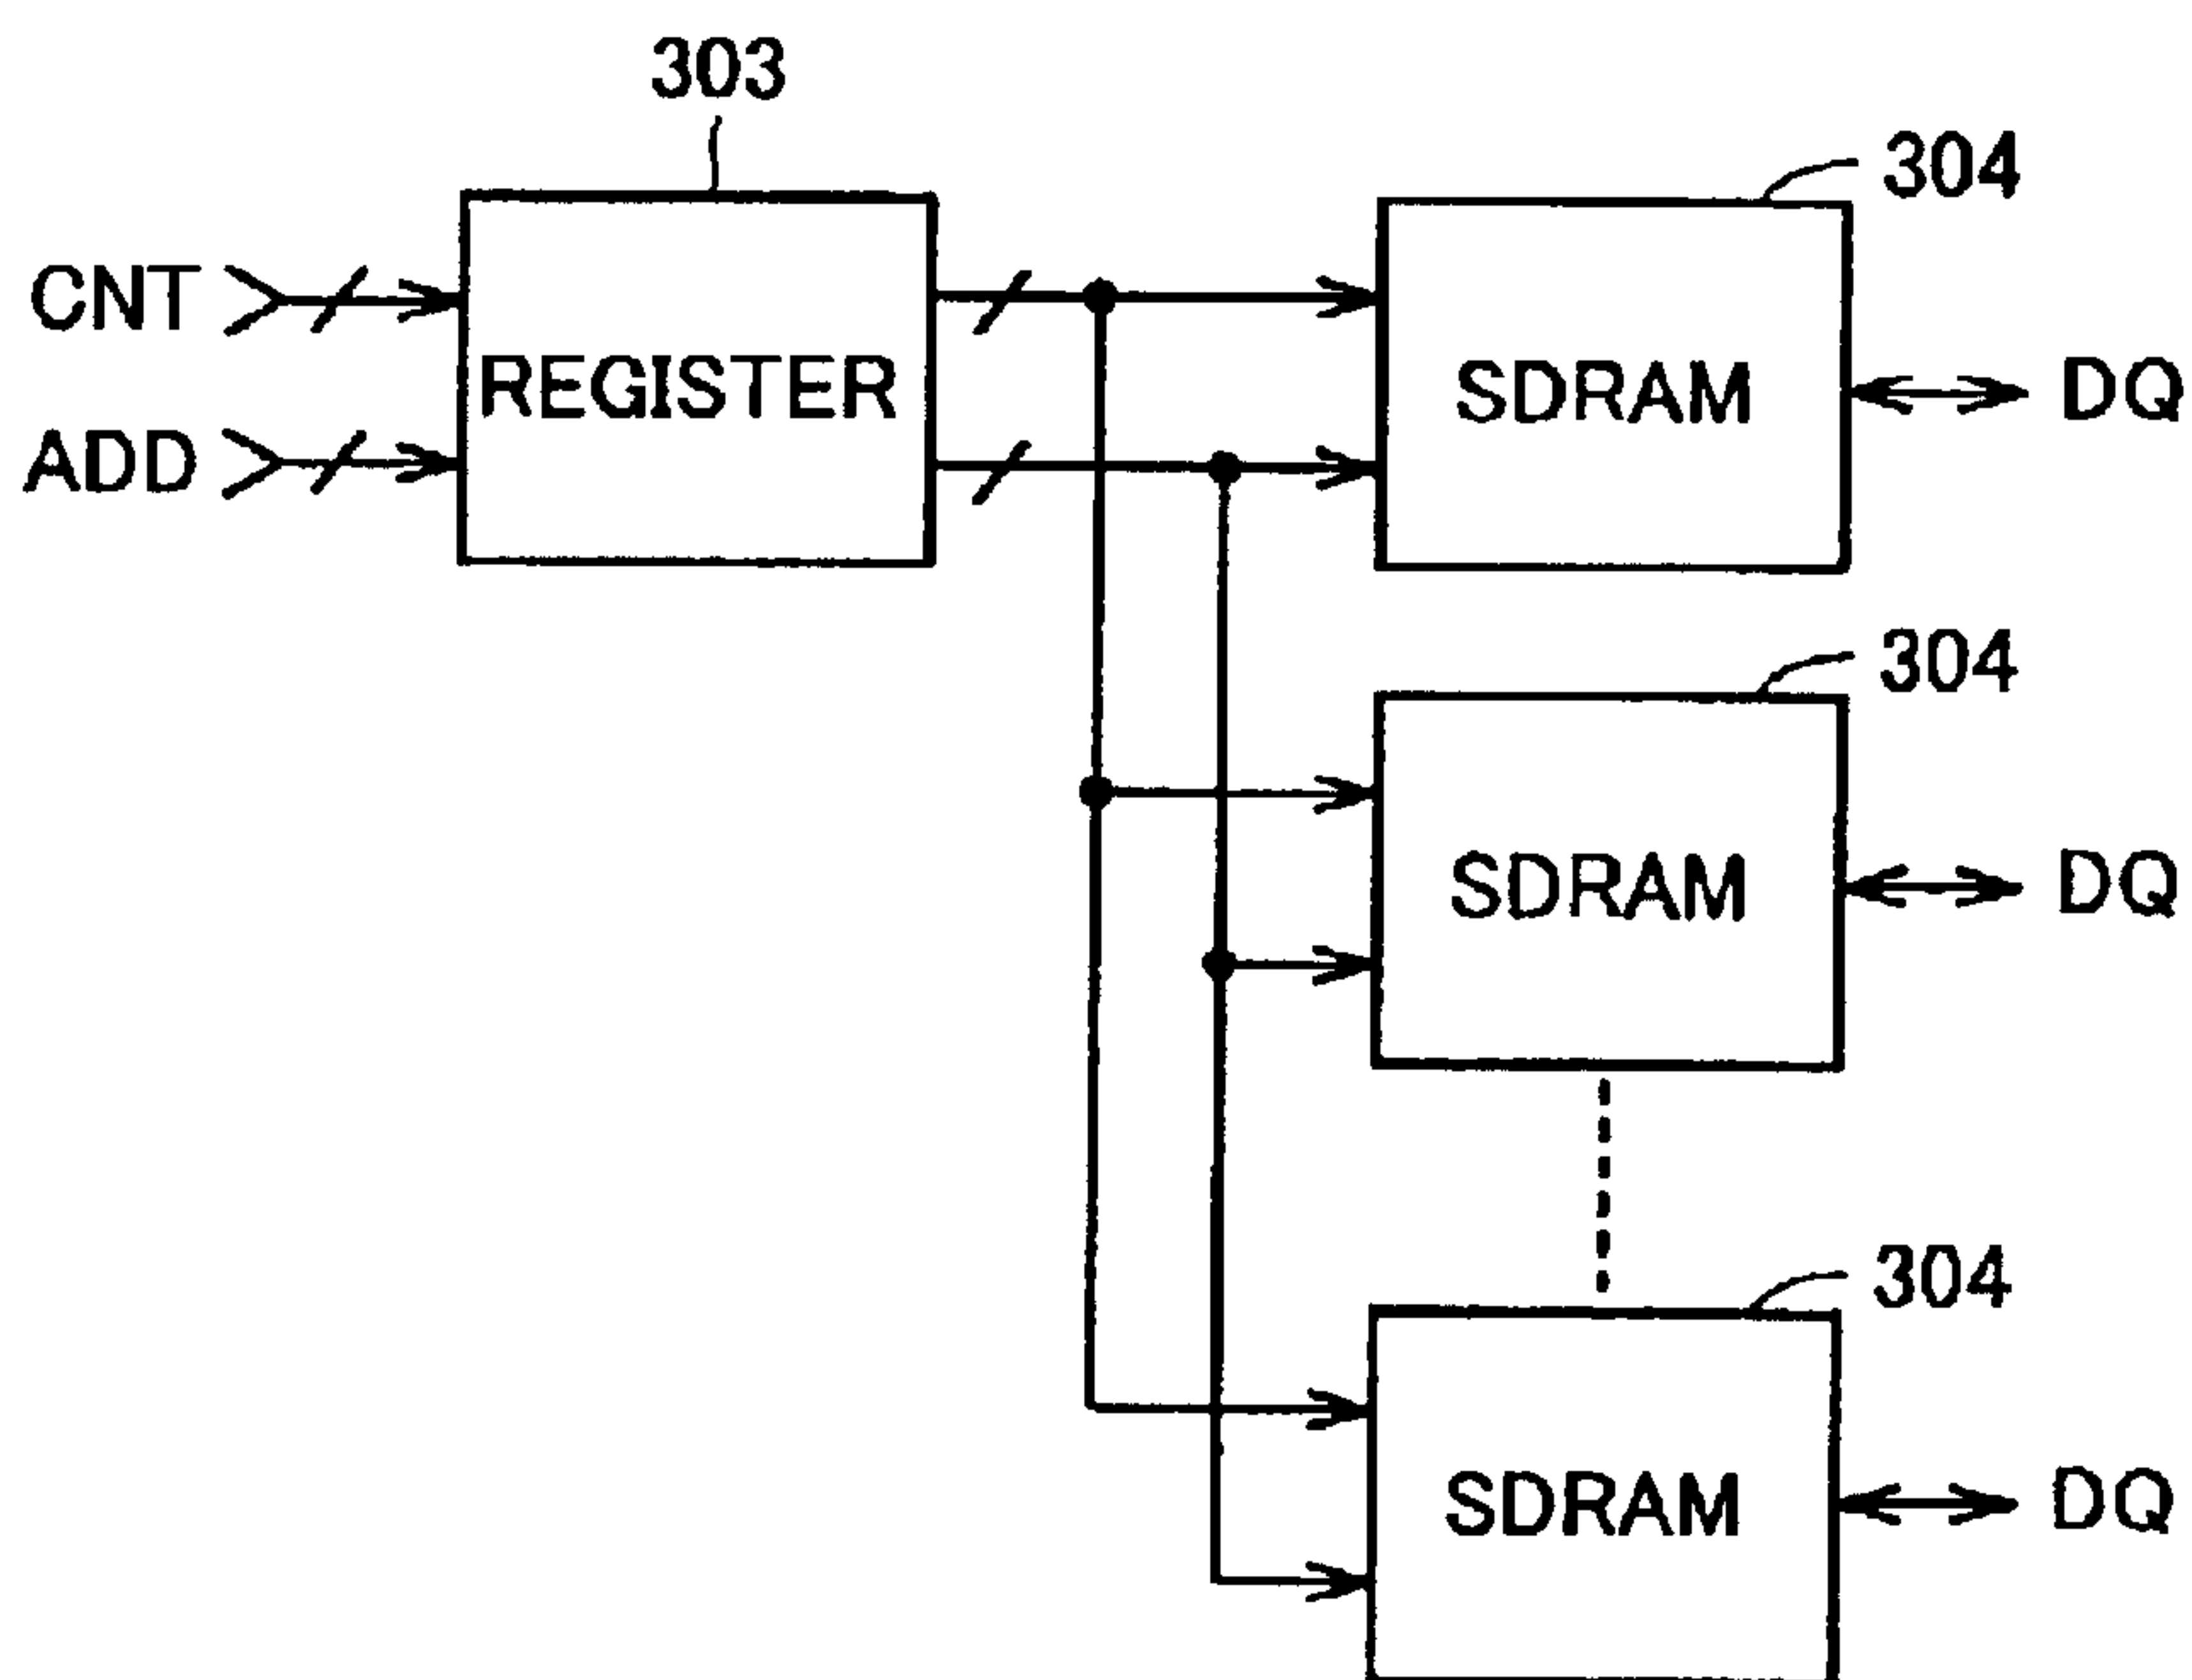 303
304
CNT
REGISTER
SDRAM
DQ
ADD
304
SDRAM
DQ
304
SDRAM
DQ